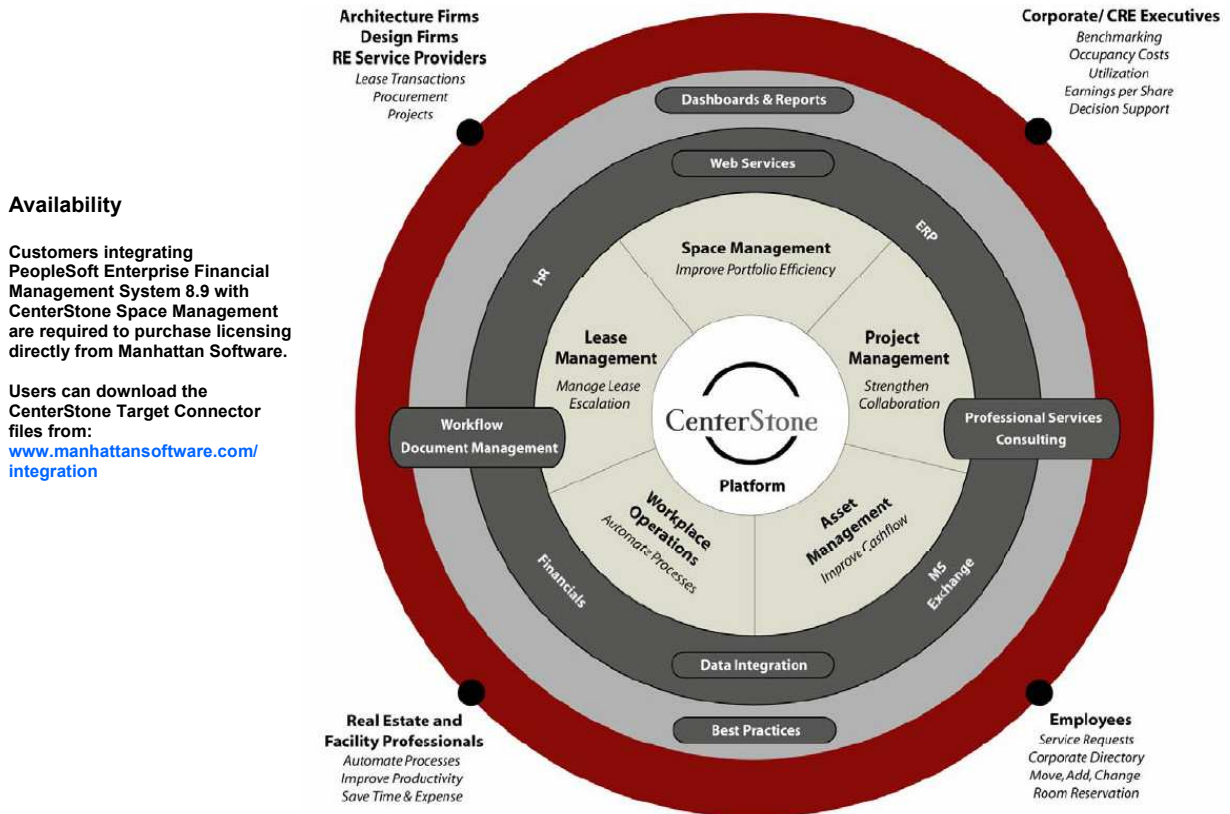 Availability
Customers integrating
PeopleSoft Enterprise Financial
Management System 8.9 with
CenterStone Space Management
are required to purchase licensing
directly from Manhattan Software.
Users can download the
CenterStone Target Connector
files from:
www.manhattansoftware.com/
integration
Architecture Firms
Design Firms
RE Service Providers
Lease Transactions
Procurement
Projects
Corporate/ CRE Executives
Benchmarking
Occupancy Costs
Utilization
Earnings per Share
Decision Support
Dashboards & Reports
Web Services
HR
ERP
Space Management
Improve Portfolio Efficiency
Lease
Management
Manage Lease
Escalation
Project
Management
Strengthen
Collaboration
CenterStone
Platform
Workflow
Document Management
Professional Services
Consulting
Workplace
Operations
Automate Processes
Asset
Management
Improve Cashflow
Financials
MS
Exchange
Data Integration
Best Practices
Real Estate and
Facility Professionals
Automate Processes
Improve Productivity
Save Time & Expense
Employees
Service Requests
Corporate Directory
Move, Add, Change
Room Reservation